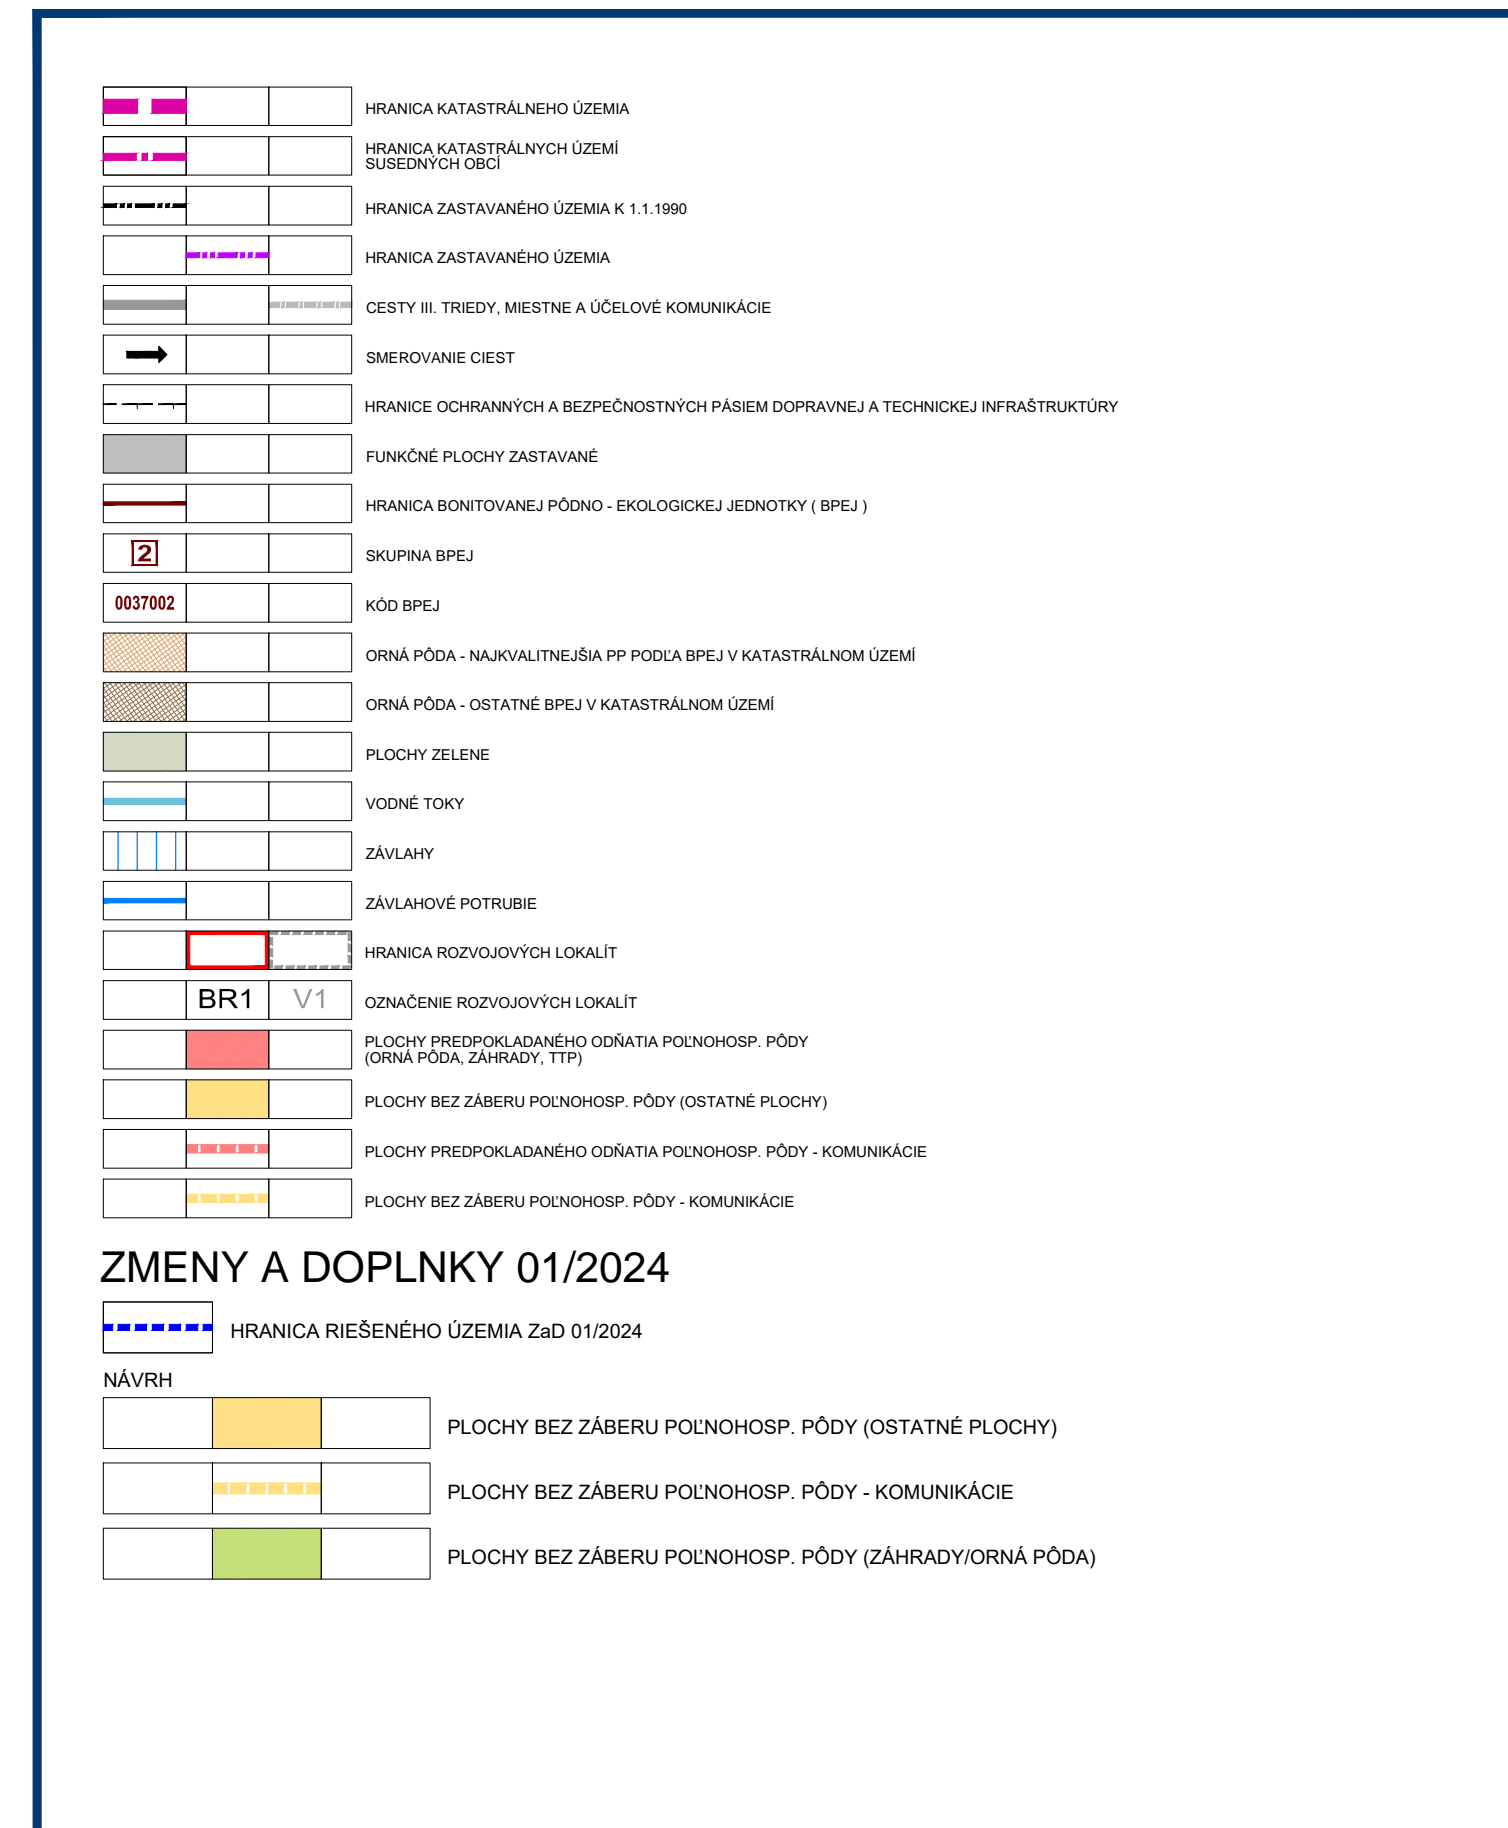 HRANICA KATASTRÁLNEHO ÚZEMIA
HRANICA KATASTRÁLNYCH ÚZEMÍ
SUSEDNÝCH OBCÍ
HRANICA ZASTAVANÉHO ÚZEMIA K 1.1.1990
HRANICA ZASTAVANÉHO ÚZEMIA
CESTY III. TRIEDY, MIESTNE A ÚČELOVÉ KOMUNIKÁCIE
SMEROVANIE CIEST
HRANICE OCHRANNÝCH A BEZPEČNOSTNÝCH PÁSIEM DOPRAVNEJ A TECHNICKEJ INFRAŠTRUKTÚRY
FUNKČNÉ PLOCHY ZASTAVANÉ
HRANICA BONITOVANEJ PÔDNO - EKOLOGICKEJ JEDNOTKY ( BPEJ )
2 SKUPINA BPEJ
0037002 KÓD BPEJ
ORNÁ PÔDA - NAJKVALITNEJŠIA PP PODĽA BPEJ V KATASTRÁLNOM ÚZEMÍ
ORNÁ PÔDA - OSTATNÉ BPEJ V KATASTRÁLNOM ÚZEMÍ
PLOCHY ZELENE
VODNÉ TOKY
ZÁVLAHY
ZÁVLAHOVÉ POTRUBIE
HRANICA ROZVOJOVÝCH LOKALÍT
BR1 V1 OZNAČENIE ROZVOJOVÝCH LOKALÍT
PLOCHY PREDPOKLADANÉHO ODŇATIA POĽNOHOSP. PÔDY
(ORNÁ PÔDA, ZÁHRADY, TTP)
PLOCHY BEZ ZÁBERU POĽNOHOSP. PÔDY (OSTATNÉ PLOCHY)
PLOCHY PREDPOKLADANÉHO ODŇATIA POĽNOHOSP. PÔDY - KOMUNIKÁCIE
PLOCHY BEZ ZÁBERU POĽNOHOSP. PÔDY - KOMUNIKÁCIE
ZMENY A DOPLNKY 01/2024
HRANICA RIEŠENÉHO ÚZEMIA ZaD 01/2024
NÁVRH
PLOCHY BEZ ZÁBERU POĽNOHOSP. PÔDY (OSTATNÉ PLOCHY)
PLOCHY BEZ ZÁBERU POĽNOHOSP. PÔDY - KOMUNIKÁCIE
PLOCHY BEZ ZÁBERU POĽNOHOSP. PÔDY (ZÁHRADY/ORNÁ PÔDA)